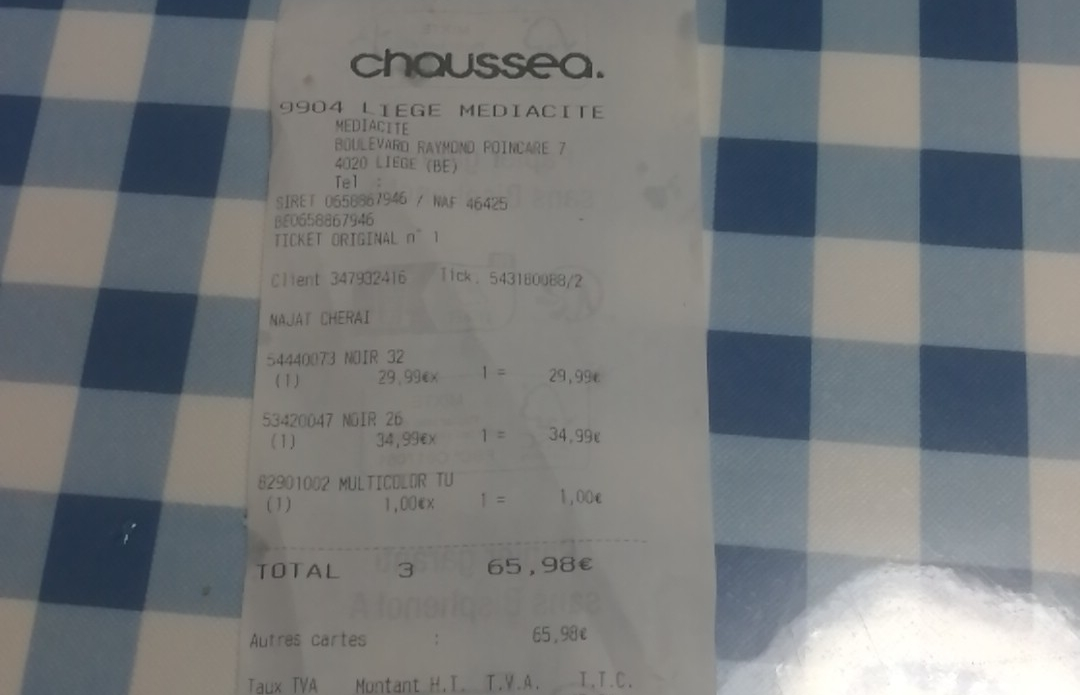 chaussea.
9904 LIEGE MEDIACITE
MEDIACITE
BOULEVARD RAYMOND POINCARE 7
4020 LIEGE (BE)
Tel :
SIRET 0658867946 / NAF 46425
BE0658867946
TICKET ORIGINAL n° 1
Client 347932416 Tick. 543180088/2
NAJAT CHERAI
54440073 NOIR 32
(1) 29,99€x 1 = 29,99€
53420047 NOIR 26
(1) 34,99€x 1 = 34,99€
82901002 MULTICOLOR TU
(1) 1,00€x 1 = 1,00€
TOTAL 3 65,98€
Autres cartes : 65,98€
Taux TVA Montant H.T. T.V.A. T.T.C.